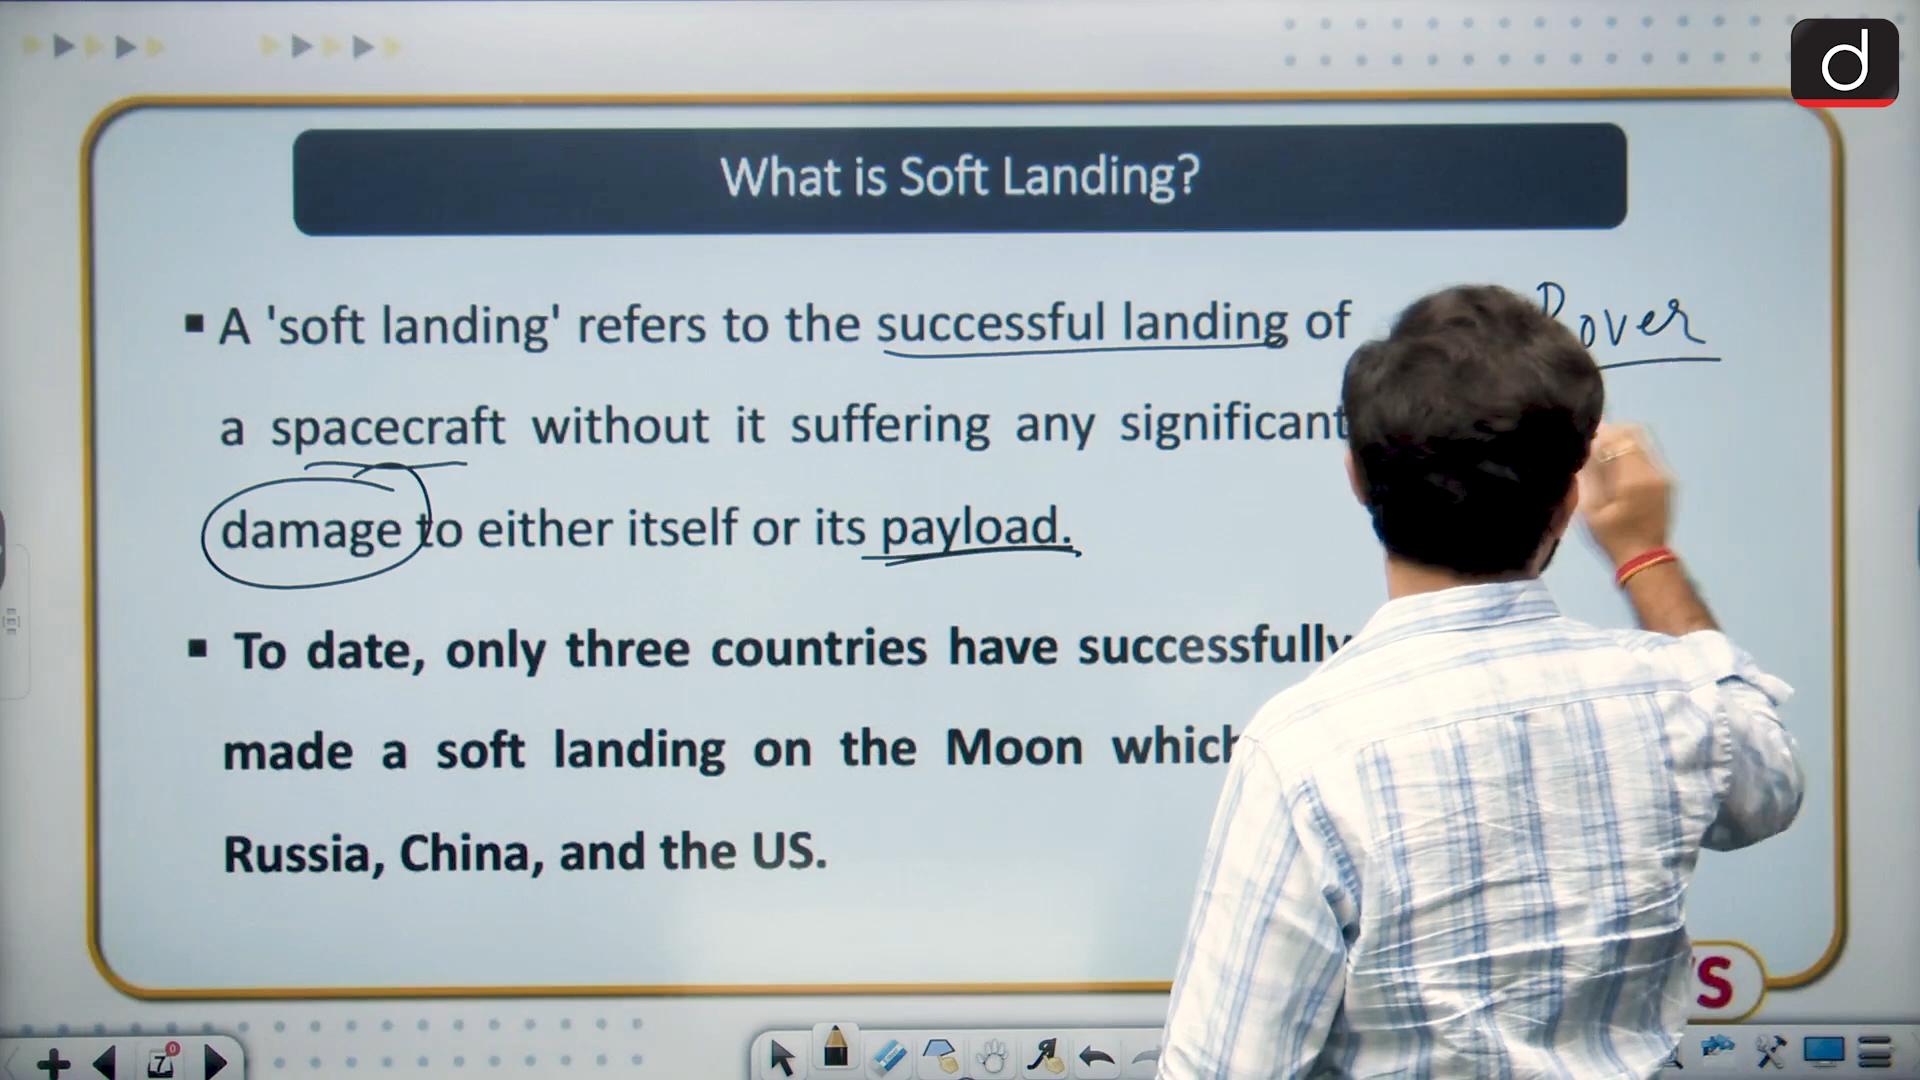 d
What is Soft Landing?
▪ A 'soft landing' refers to the successful landing of
Rover
a spacecraft without it suffering any significant
damage to either itself or its payload.
▪ To date, only three countries have successfully
made a soft landing on the Moon which
Russia, China, and the US.
S
7
0